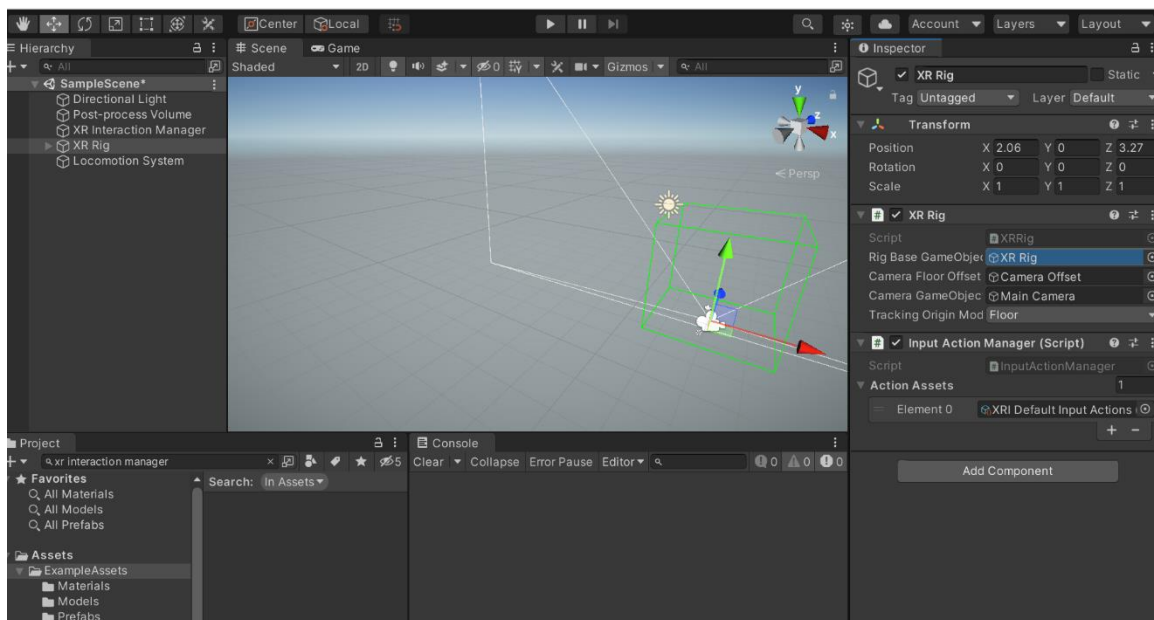 Center Local
Account Layers Layout
Hierarchy
All
SampleScene*
Directional Light
Post-process Volume
XR Interaction Manager
XR Rig
Locomotion System
Scene Game
Shaded 2D 0 Gizmos All
y
z
x
Persp
Inspector
XR Rig Static
Tag Untagged Layer Default
Transform
Position X 2.06 Y 0 Z 3.27
Rotation X 0 Y 0 Z 0
Scale X 1 Y 1 Z 1
# XR Rig
Script XRRig
Rig Base GameObjec XR Rig
Camera Floor Offset Camera Offset
Camera GameObjec Main Camera
Tracking Origin Mod Floor
# Input Action Manager (Script)
Script InputActionManager
Action Assets 1
Element 0 XRI Default Input Actions (
+ -
Add Component
Project
xr interaction manager × 5
Favorites
All Materials
All Models
All Prefabs
Assets
ExampleAssets
Materials
Models
Prefabs
Search: In Assets
Console
Clear Collapse Error Pause Editor 0 0 0